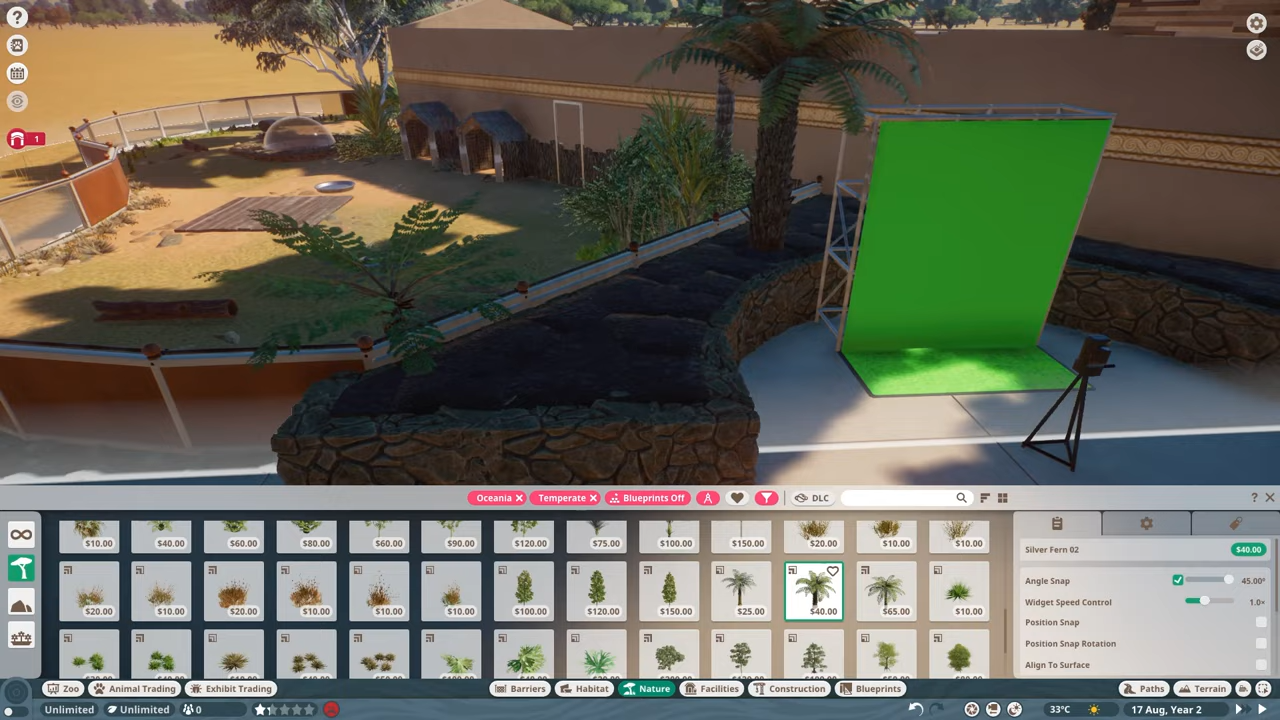 ?
1
Oceania ✕ Temperate ✕ Blueprints Off DLC ? ✕
$10.00 $40.00 $60.00 $80.00 $60.00 $90.00 $120.00 $75.00 $100.00 $150.00 $20.00 $10.00 $10.00
$20.00 $10.00 $20.00 $10.00 $10.00 $10.00 $100.00 $120.00 $150.00 $25.00 $40.00 $65.00 $10.00
Silver Fern 02 $40.00
Angle Snap 45.00°
Widget Speed Control 1.0×
Position Snap
Position Snap Rotation
Align To Surface
Zoo Animal Trading Exhibit Trading Barriers Habitat Nature Facilities Construction Blueprints Paths Terrain
Unlimited Unlimited 0 33°C 17 Aug, Year 2